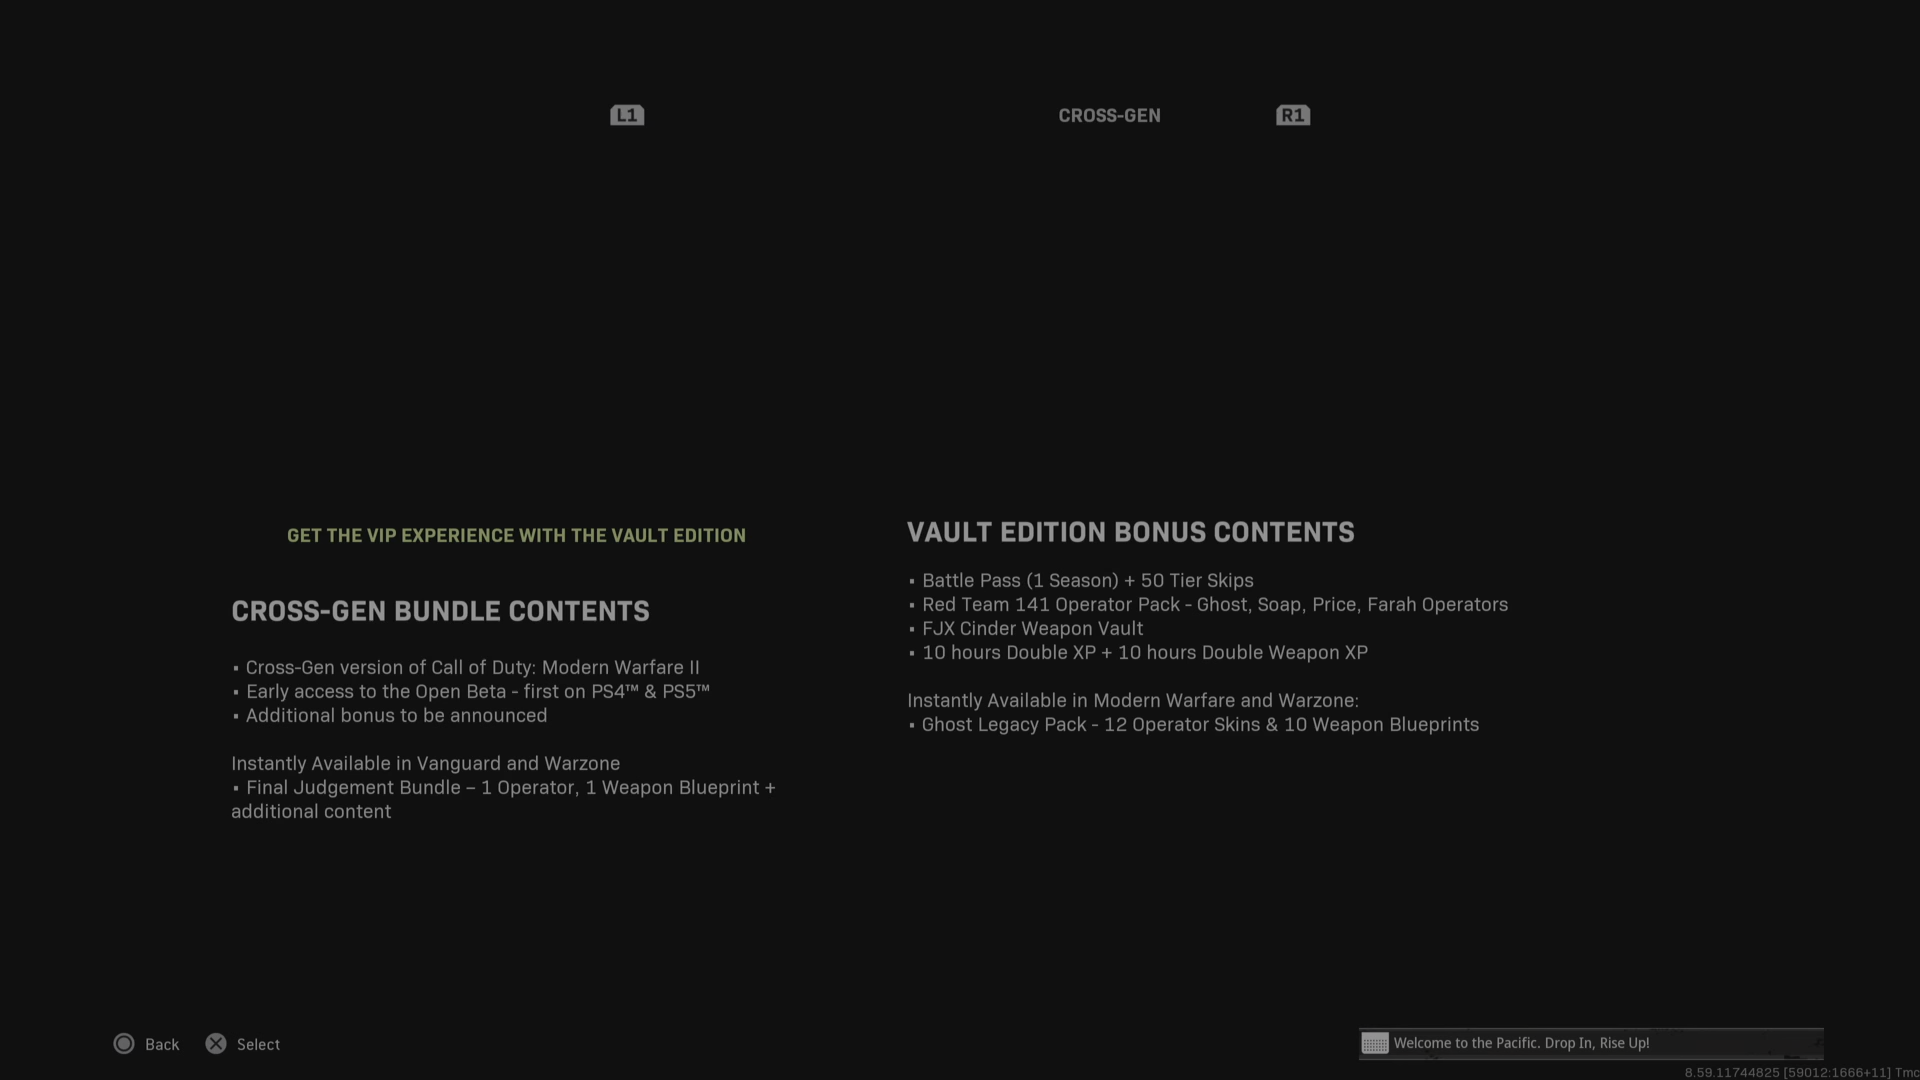 L1
CROSS-GEN
R1
GET THE VIP EXPERIENCE WITH THE VAULT EDITION
CROSS-GEN BUNDLE CONTENTS
▪ Cross-Gen version of Call of Duty: Modern Warfare II
▪ Early access to the Open Beta - first on PS4™ & PS5™
▪ Additional bonus to be announced
Instantly Available in Vanguard and Warzone
▪ Final Judgement Bundle – 1 Operator, 1 Weapon Blueprint +
additional content
VAULT EDITION BONUS CONTENTS
▪ Battle Pass (1 Season) + 50 Tier Skips
▪ Red Team 141 Operator Pack - Ghost, Soap, Price, Farah Operators
▪ FJX Cinder Weapon Vault
▪ 10 hours Double XP + 10 hours Double Weapon XP
Instantly Available in Modern Warfare and Warzone:
▪ Ghost Legacy Pack - 12 Operator Skins & 10 Weapon Blueprints
Back
Select
Welcome to the Pacific. Drop In, Rise Up!
8.59.11744825 [59012:1666+11] Tmc